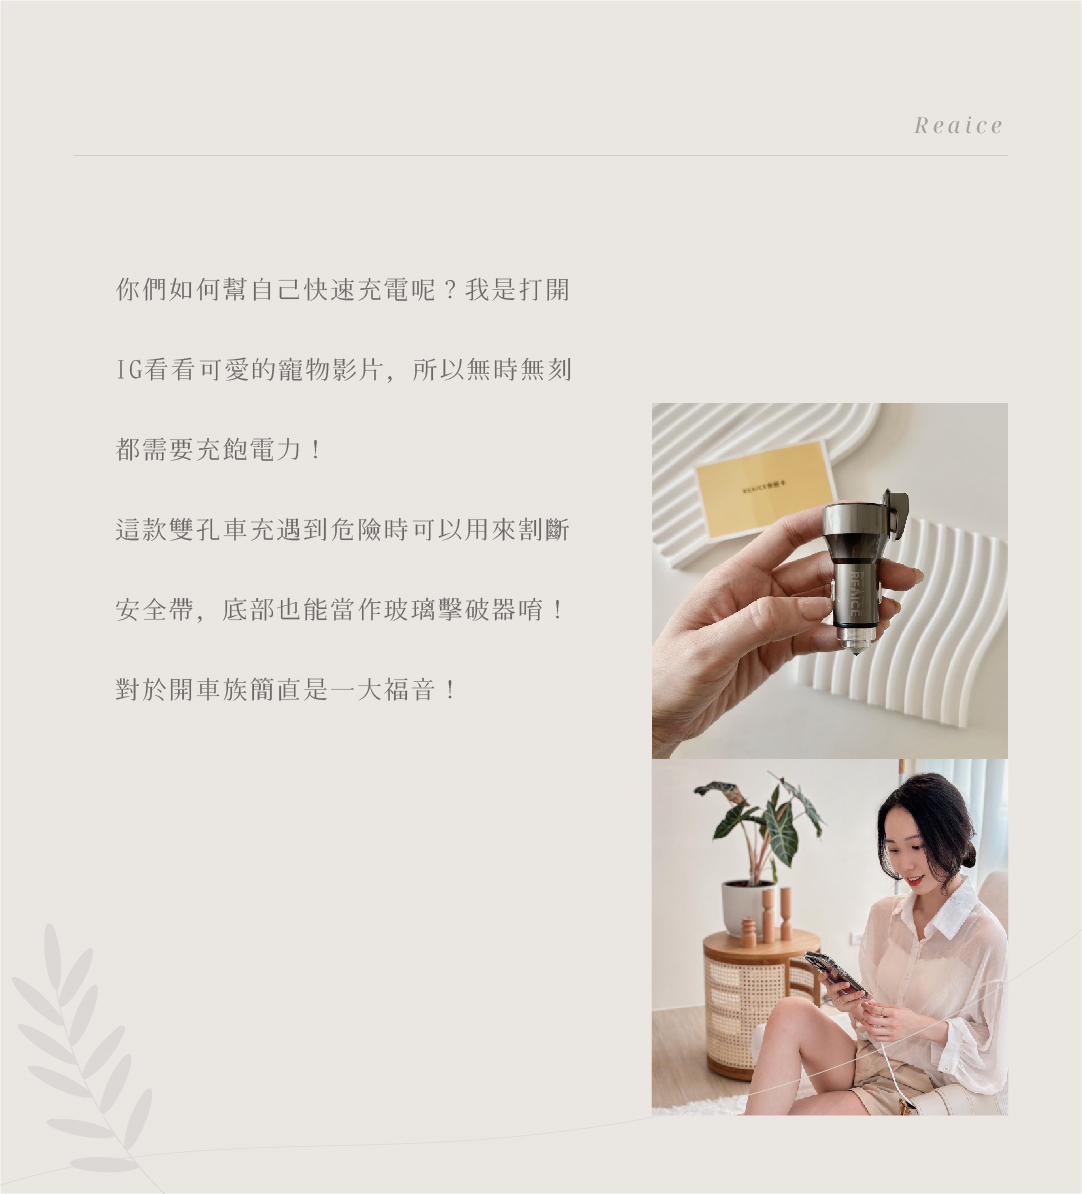 Reaice
你們如何幫自己快速充電呢？我是打開
IG看看可愛的寵物影片，所以無時無刻
都需要充飽電力！
這款雙孔車充遇到危險時可以用來割斷
安全帶，底部也能當作玻璃擊破器唷！
對於開車族簡直是一大福音！
REAICE